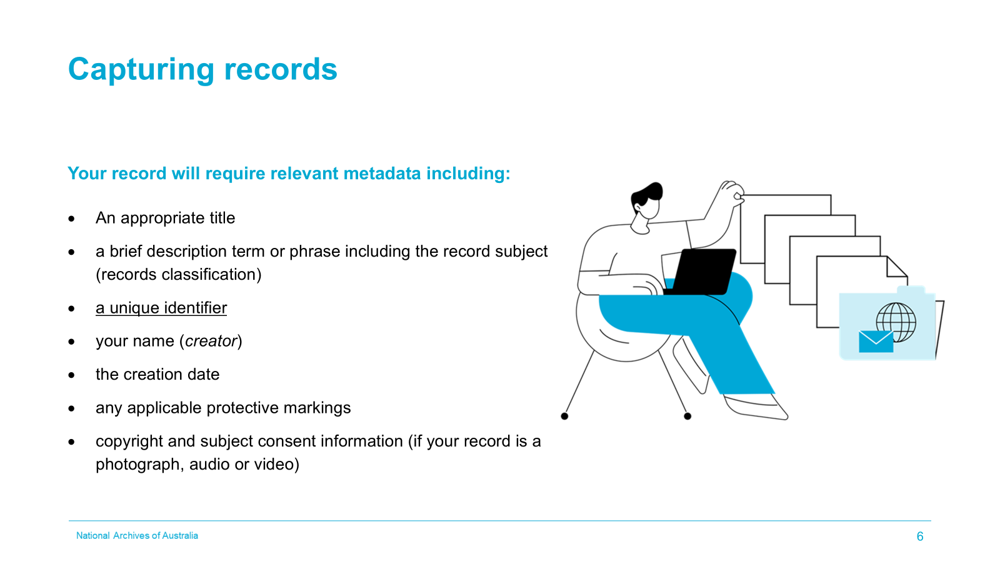 Capturing records
Your record will require relevant metadata including:
• An appropriate title
• a brief description term or phrase including the record subject
(records classification)
• a unique identifier
• your name (creator)
• the creation date
• any applicable protective markings
• copyright and subject consent information (if your record is a
photograph, audio or video)
National Archives of Australia
6